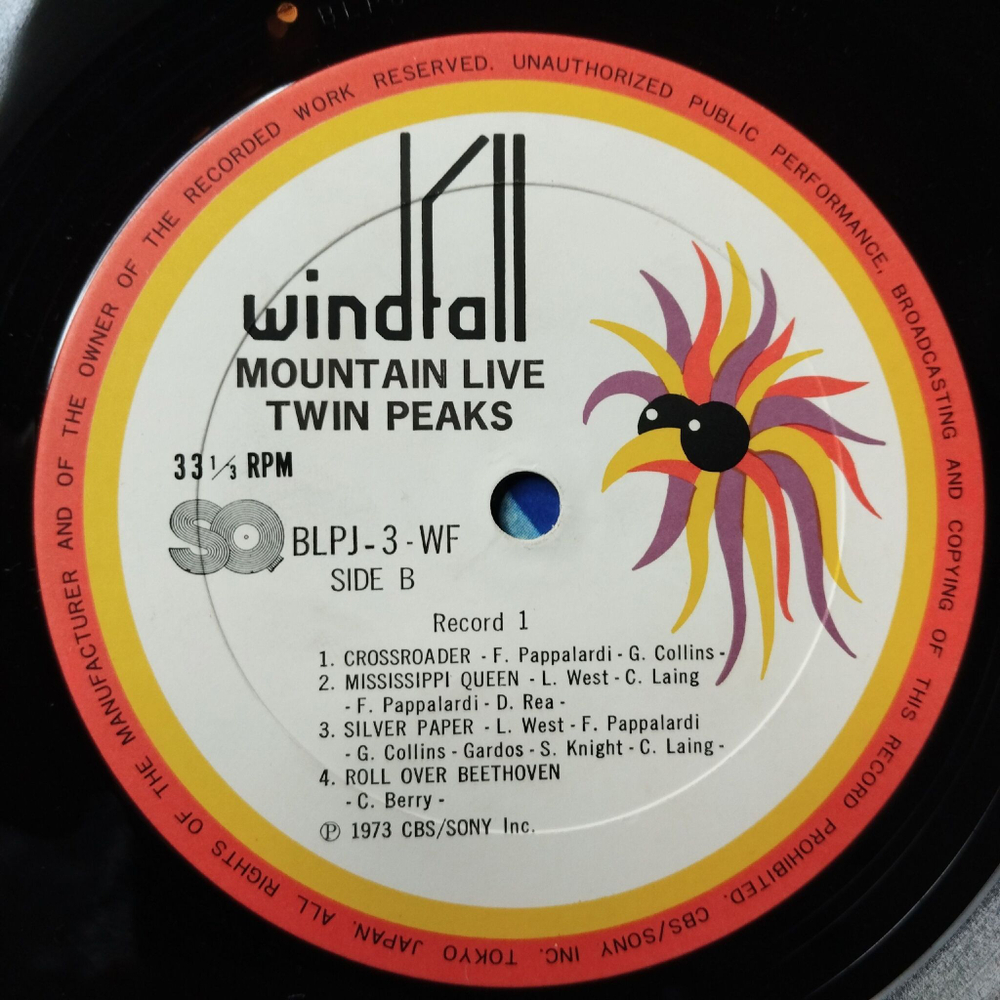 windfall
MOUNTAIN LIVE
TWIN PEAKS
33 1/3 RPM
SQ
BLPJ-3-WF
SIDE B
Record 1
1. CROSSROADER - F. Pappalardi - G. Collins -
2. MISSISSIPPI QUEEN - L. West - C. Laing
- F. Pappalardi - D. Rea -
3. SILVER PAPER - L. West - F. Pappalardi
- G. Collins - Gardos - S. Knight - C. Laing -
4. ROLL OVER BEETHOVEN
- C. Berry -
℗ 1973 CBS/SONY Inc.
ALL RIGHTS OF THE MANUFACTURER AND OF THE OWNER OF THE RECORDED WORK RESERVED. UNAUTHORIZED PUBLIC PERFORMANCE, BROADCASTING AND COPYING OF THIS RECORD PROHIBITED. CBS/SONY INC. TOKYO JAPAN.